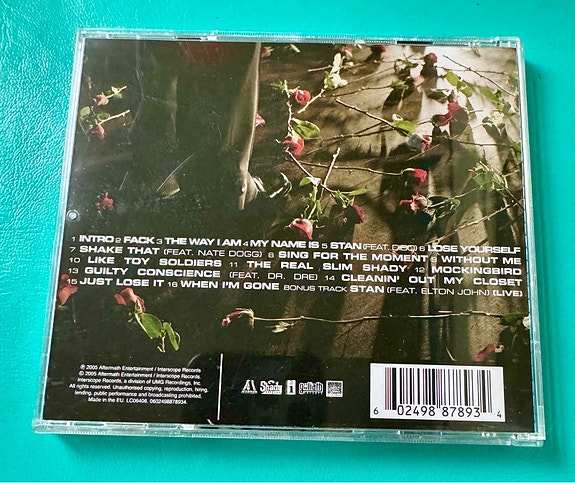 1 INTRO 2 FACK 3 THE WAY I AM 4 MY NAME IS 5 STAN (FEAT. DIDO) 6 LOSE YOURSELF
7 SHAKE THAT (FEAT. NATE DOGG) 8 SING FOR THE MOMENT 9 WITHOUT ME
10 LIKE TOY SOLDIERS 11 THE REAL SLIM SHADY 12 MOCKINGBIRD
13 GUILTY CONSCIENCE (FEAT. DR. DRE) 14 CLEANIN' OUT MY CLOSET
15 JUST LOSE IT 16 WHEN I'M GONE BONUS TRACK STAN (FEAT. ELTON JOHN) (LIVE)
℗ 2005 Aftermath Entertainment / Interscope Records.
© 2005 Aftermath Entertainment / Interscope Records.
Interscope Records, a division of UMG Recordings, Inc.
All rights reserved. Unauthorised copying, reproduction, hiring,
lending, public performance and broadcasting prohibited.
Made in the EU. LC06406. 0602498878934.
Shady
goliath
6 02498 87893 4